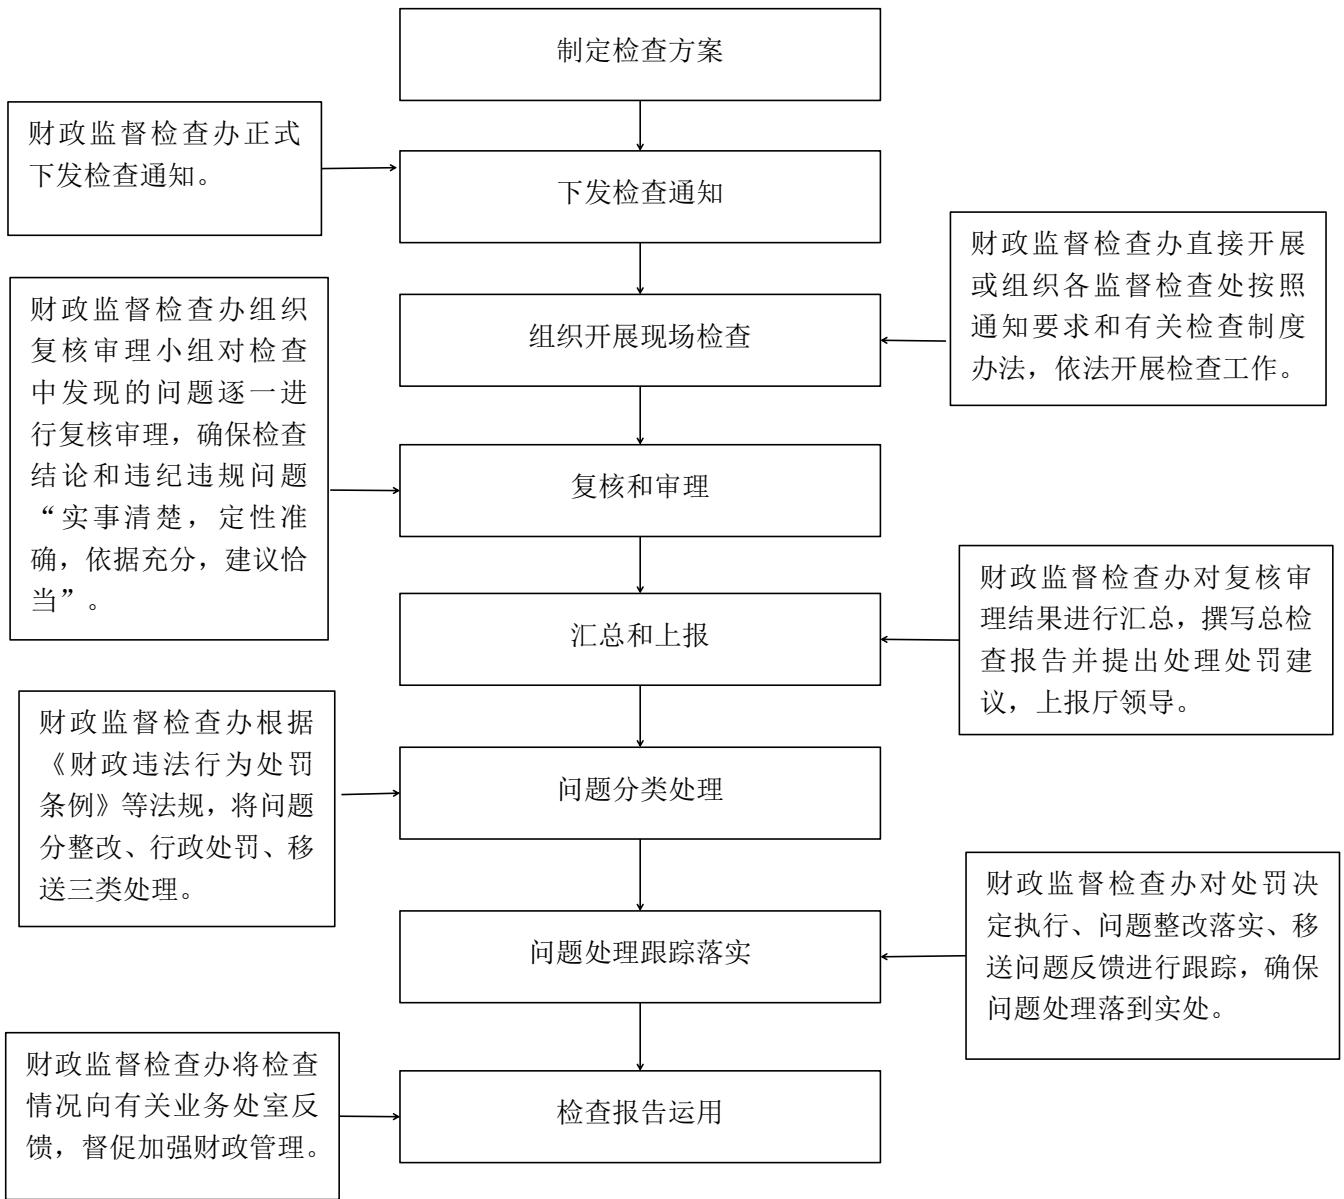 制定检查方案
财政监督检查办正式
下发检查通知。
下发检查通知
财政监督检查办直接开展
或组织各监督检查处按照
通知要求和有关检查制度
办法，依法开展检查工作。
组织开展现场检查
财政监督检查办组织
复核审理小组对检查
中发现的问题逐一进
行复核审理，确保检查
结论和违纪违规问题
“实事清楚，定性准
确，依据充分，建议恰
当”。
复核和审理
财政监督检查办对复核审
理结果进行汇总，撰写总检
查报告并提出处理处罚建
议，上报厅领导。
汇总和上报
财政监督检查办根据
《财政违法行为处罚
条例》等法规，将问题
分整改、行政处罚、移
送三类处理。
问题分类处理
财政监督检查办对处罚决
定执行、问题整改落实、移
送问题反馈进行跟踪，确保
问题处理落到实处。
问题处理跟踪落实
财政监督检查办将检查
情况向有关业务处室反
馈，督促加强财政管理。
检查报告运用